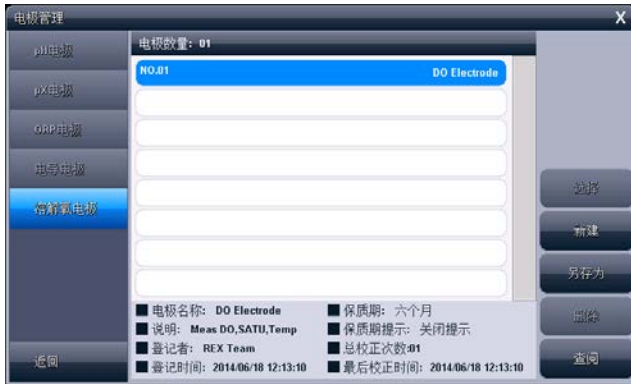 电极管理 X
pH电极
pX电极
ORP电极
电导电极
溶解氧电极
返回
电极数量: 01
NO.01 DO Electrode
■ 电极名称: DO Electrode
■ 说明: Meas DO,SATU,Temp
■ 登记者: REX Team
■ 登记时间: 2014/06/18 12:13:10
■ 保质期: 六个月
■ 保质期提示: 关闭提示
■ 总校正次数:01
■ 最后校正时间: 2014/06/18 12:13:10
选择
新建
另存为
删除
查阅